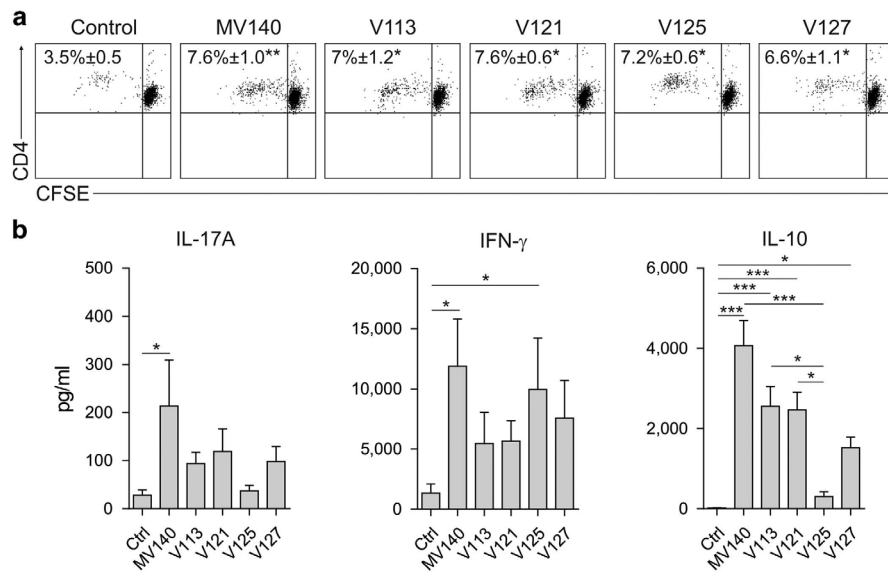 a
Control MV140 V113 V121 V125 V127
3.5%±0.5 7.6%±1.0** 7%±1.2* 7.6%±0.6* 7.2%±0.6* 6.6%±1.1*
CD4
CFSE
b
IL-17A
500
400
300
200
100
0
pg/ml
*
Ctrl MV140 V113 V121 V125 V127
IFN-γ
20,000
15,000
10,000
5,000
0
*
*
Ctrl MV140 V113 V121 V125 V127
IL-10
6,000
4,000
2,000
0
*
***
***
*** ***
*
*
Ctrl MV140 V113 V121 V125 V127